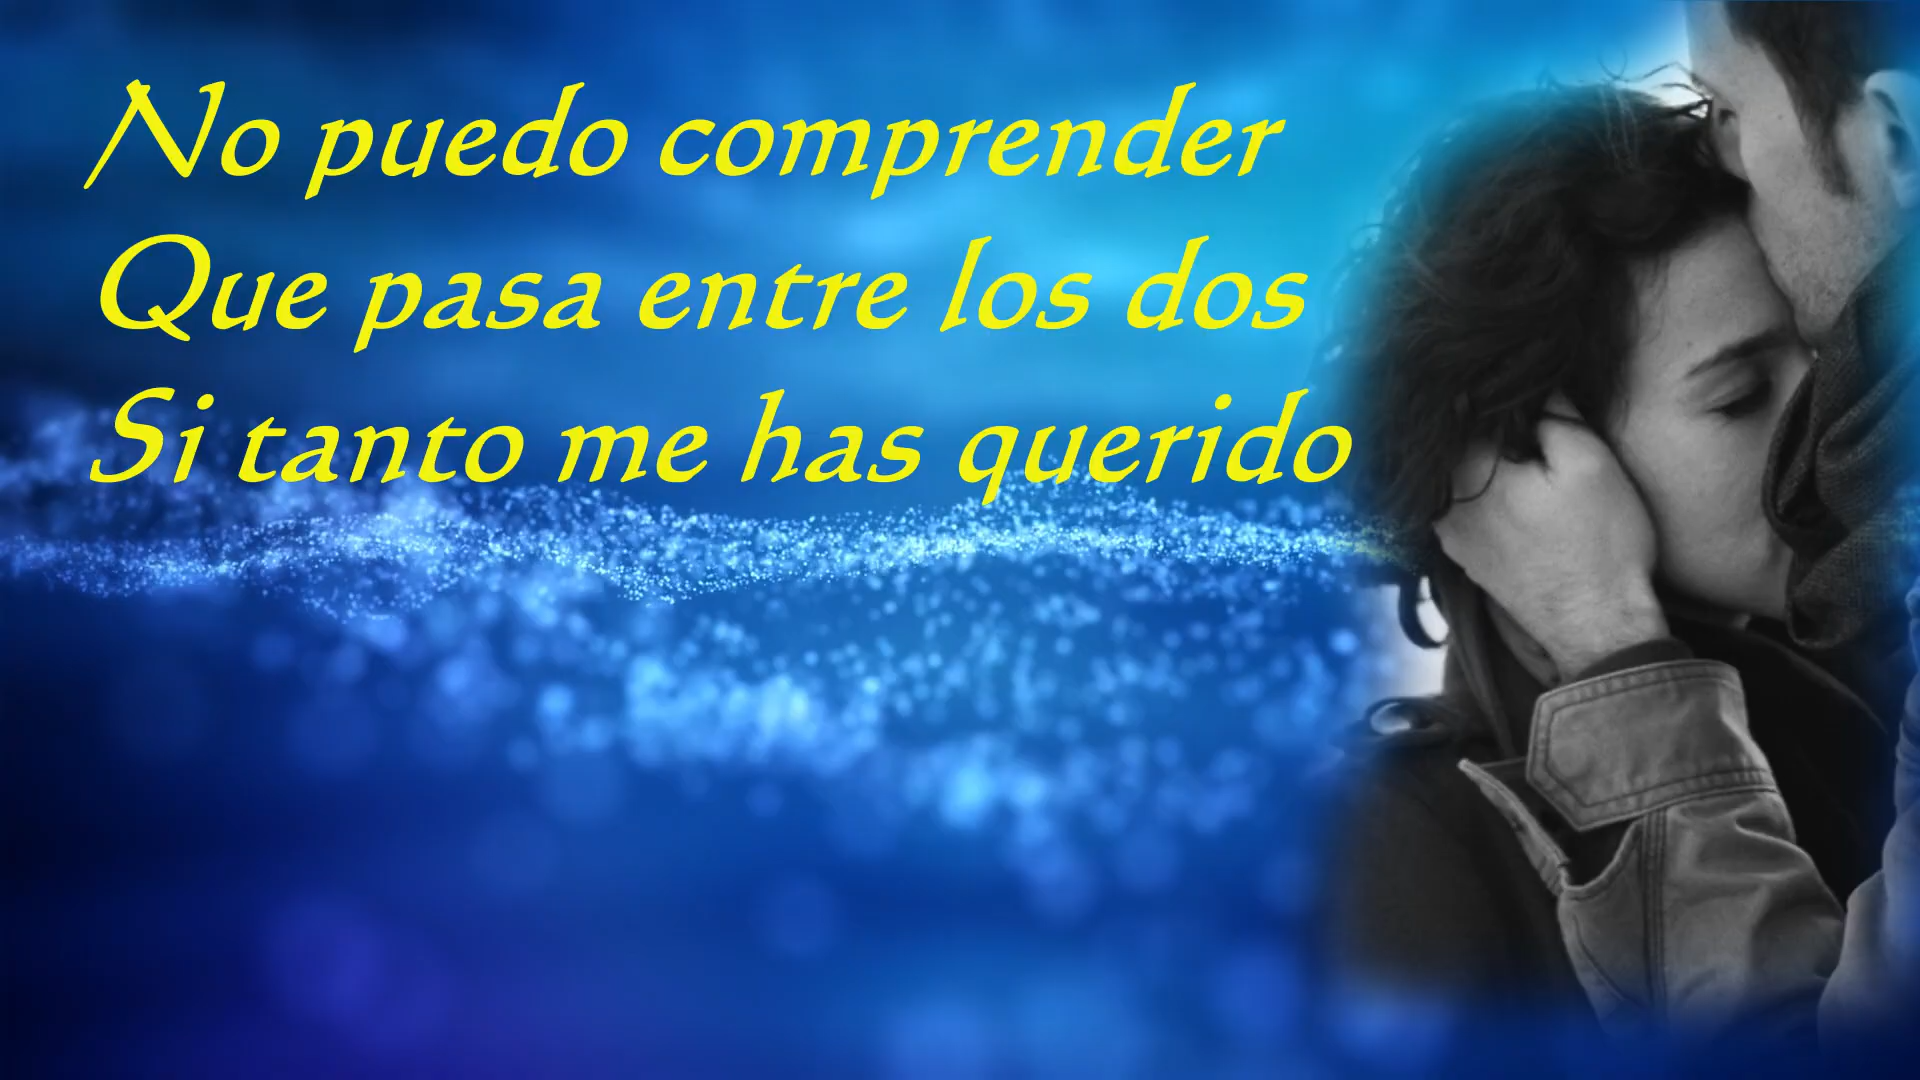 No puedo comprender
Que pasa entre los dos
Si tanto me has querido